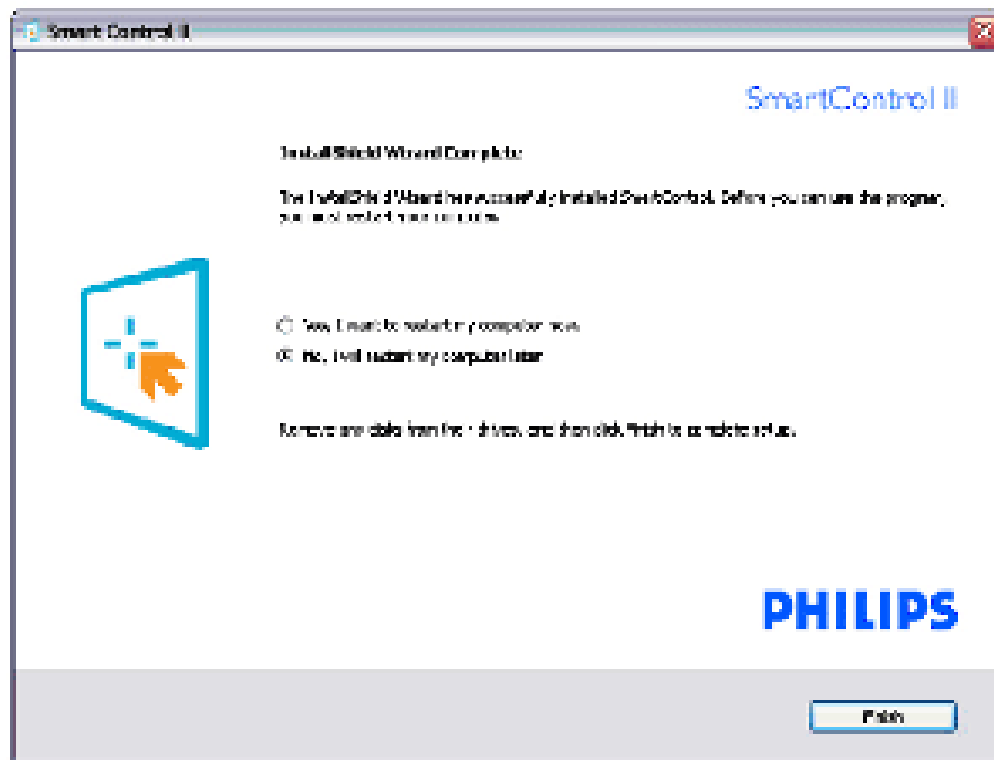 Smart Control II
SmartControl II
InstallShield Wizard Complete
The InstallShield Wizard has successfully installed SmartControl. Before you can use the program,
you must restart your computer.
Yes, I want to restart my computer now.
No, I will restart my computer later.
Remove any disks from their drives, and then click Finish to complete setup.
PHILIPS
Finish